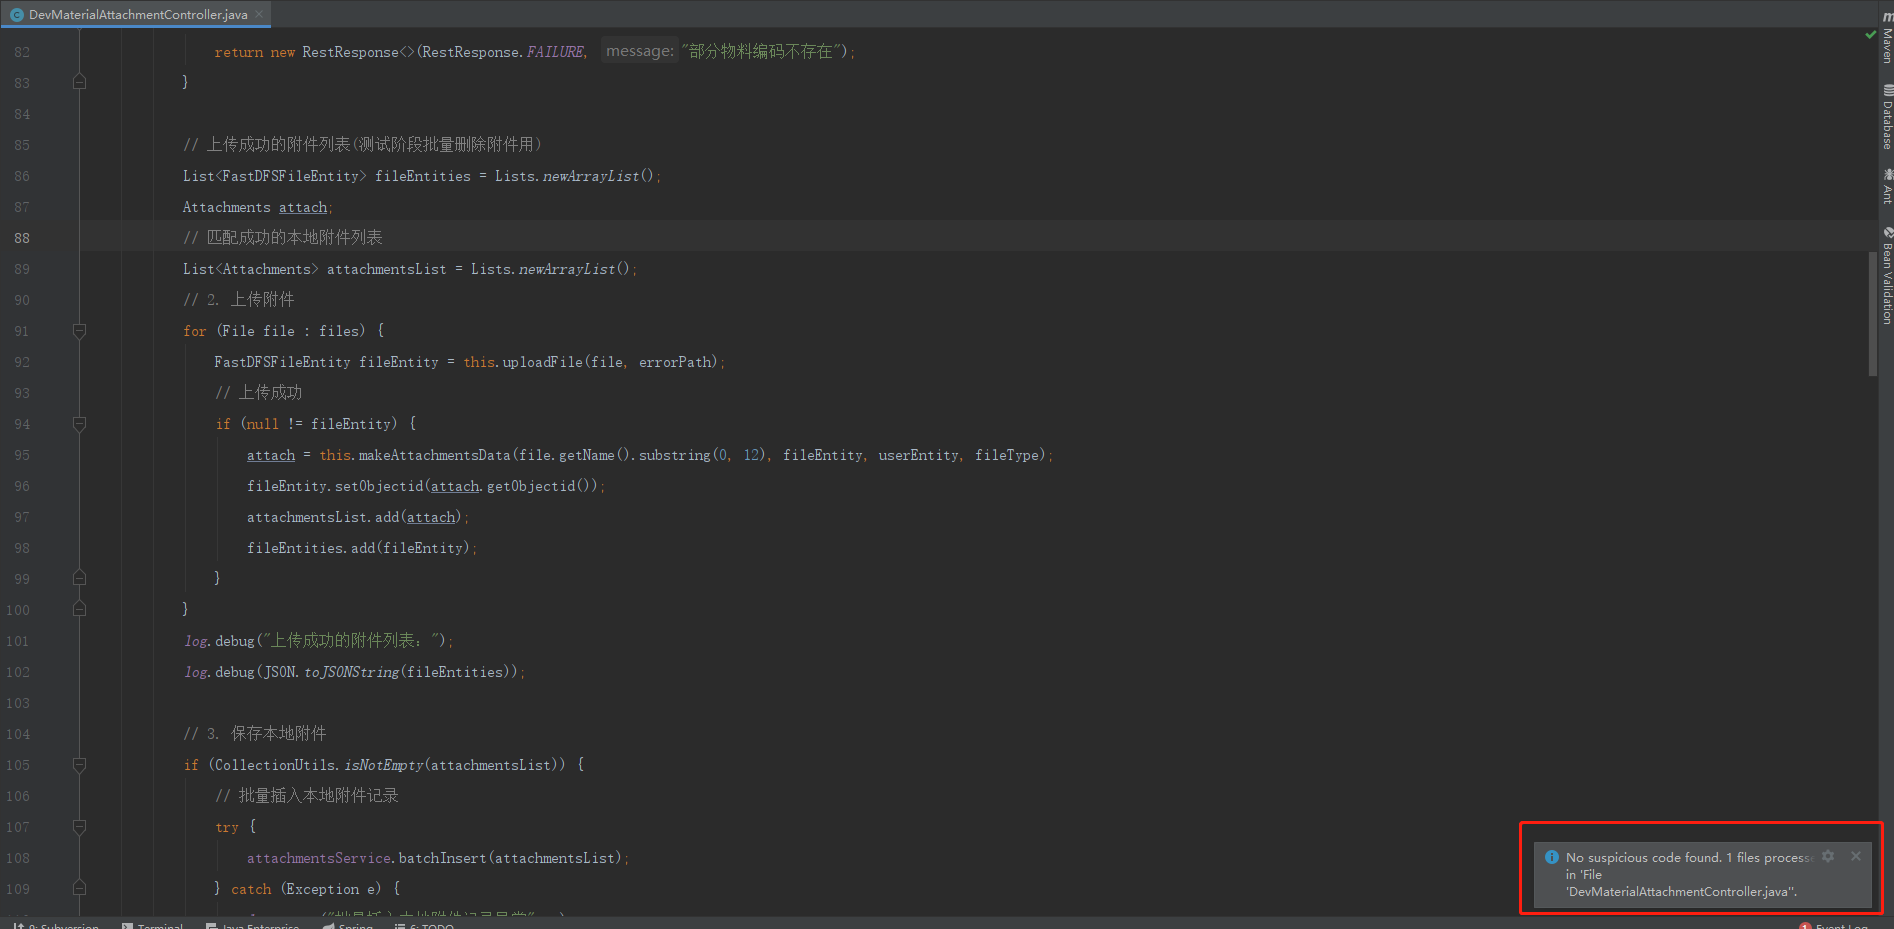 DevMaterialAttachmentController.java
82 return new RestResponse<>(RestResponse.FAILURE, message: "部分物料编码不存在");
83 }
84
85 // 上传成功的附件列表(测试阶段批量删除附件用)
86 List<FastDFSFileEntity> fileEntities = Lists.newArrayList();
87 Attachments attach;
88 // 匹配成功的本地附件列表
89 List<Attachments> attachmentsList = Lists.newArrayList();
90 // 2. 上传附件
91 for (File file : files) {
92 FastDFSFileEntity fileEntity = this.uploadFile(file, errorPath);
93 // 上传成功
94 if (null != fileEntity) {
95 attach = this.makeAttachmentsData(file.getName().substring(0, 12), fileEntity, userEntity, fileType);
96 fileEntity.setObjectid(attach.getObjectid());
97 attachmentsList.add(attach);
98 fileEntities.add(fileEntity);
99 }
100 }
101 log.debug("上传成功的附件列表：");
102 log.debug(JSON.toJSONString(fileEntities));
103
104 // 3. 保存本地附件
105 if (CollectionUtils.isNotEmpty(attachmentsList)) {
106 // 批量插入本地附件记录
107 try {
108 attachmentsService.batchInsert(attachmentsList);
109 } catch (Exception e) {
Maven
Database
Ant
Bean Validation
No suspicious code found. 1 files process
in 'File
'DevMaterialAttachmentController.java''.
9: Subversion Terminal Java Enterprise Spring 6: TODO Event Log